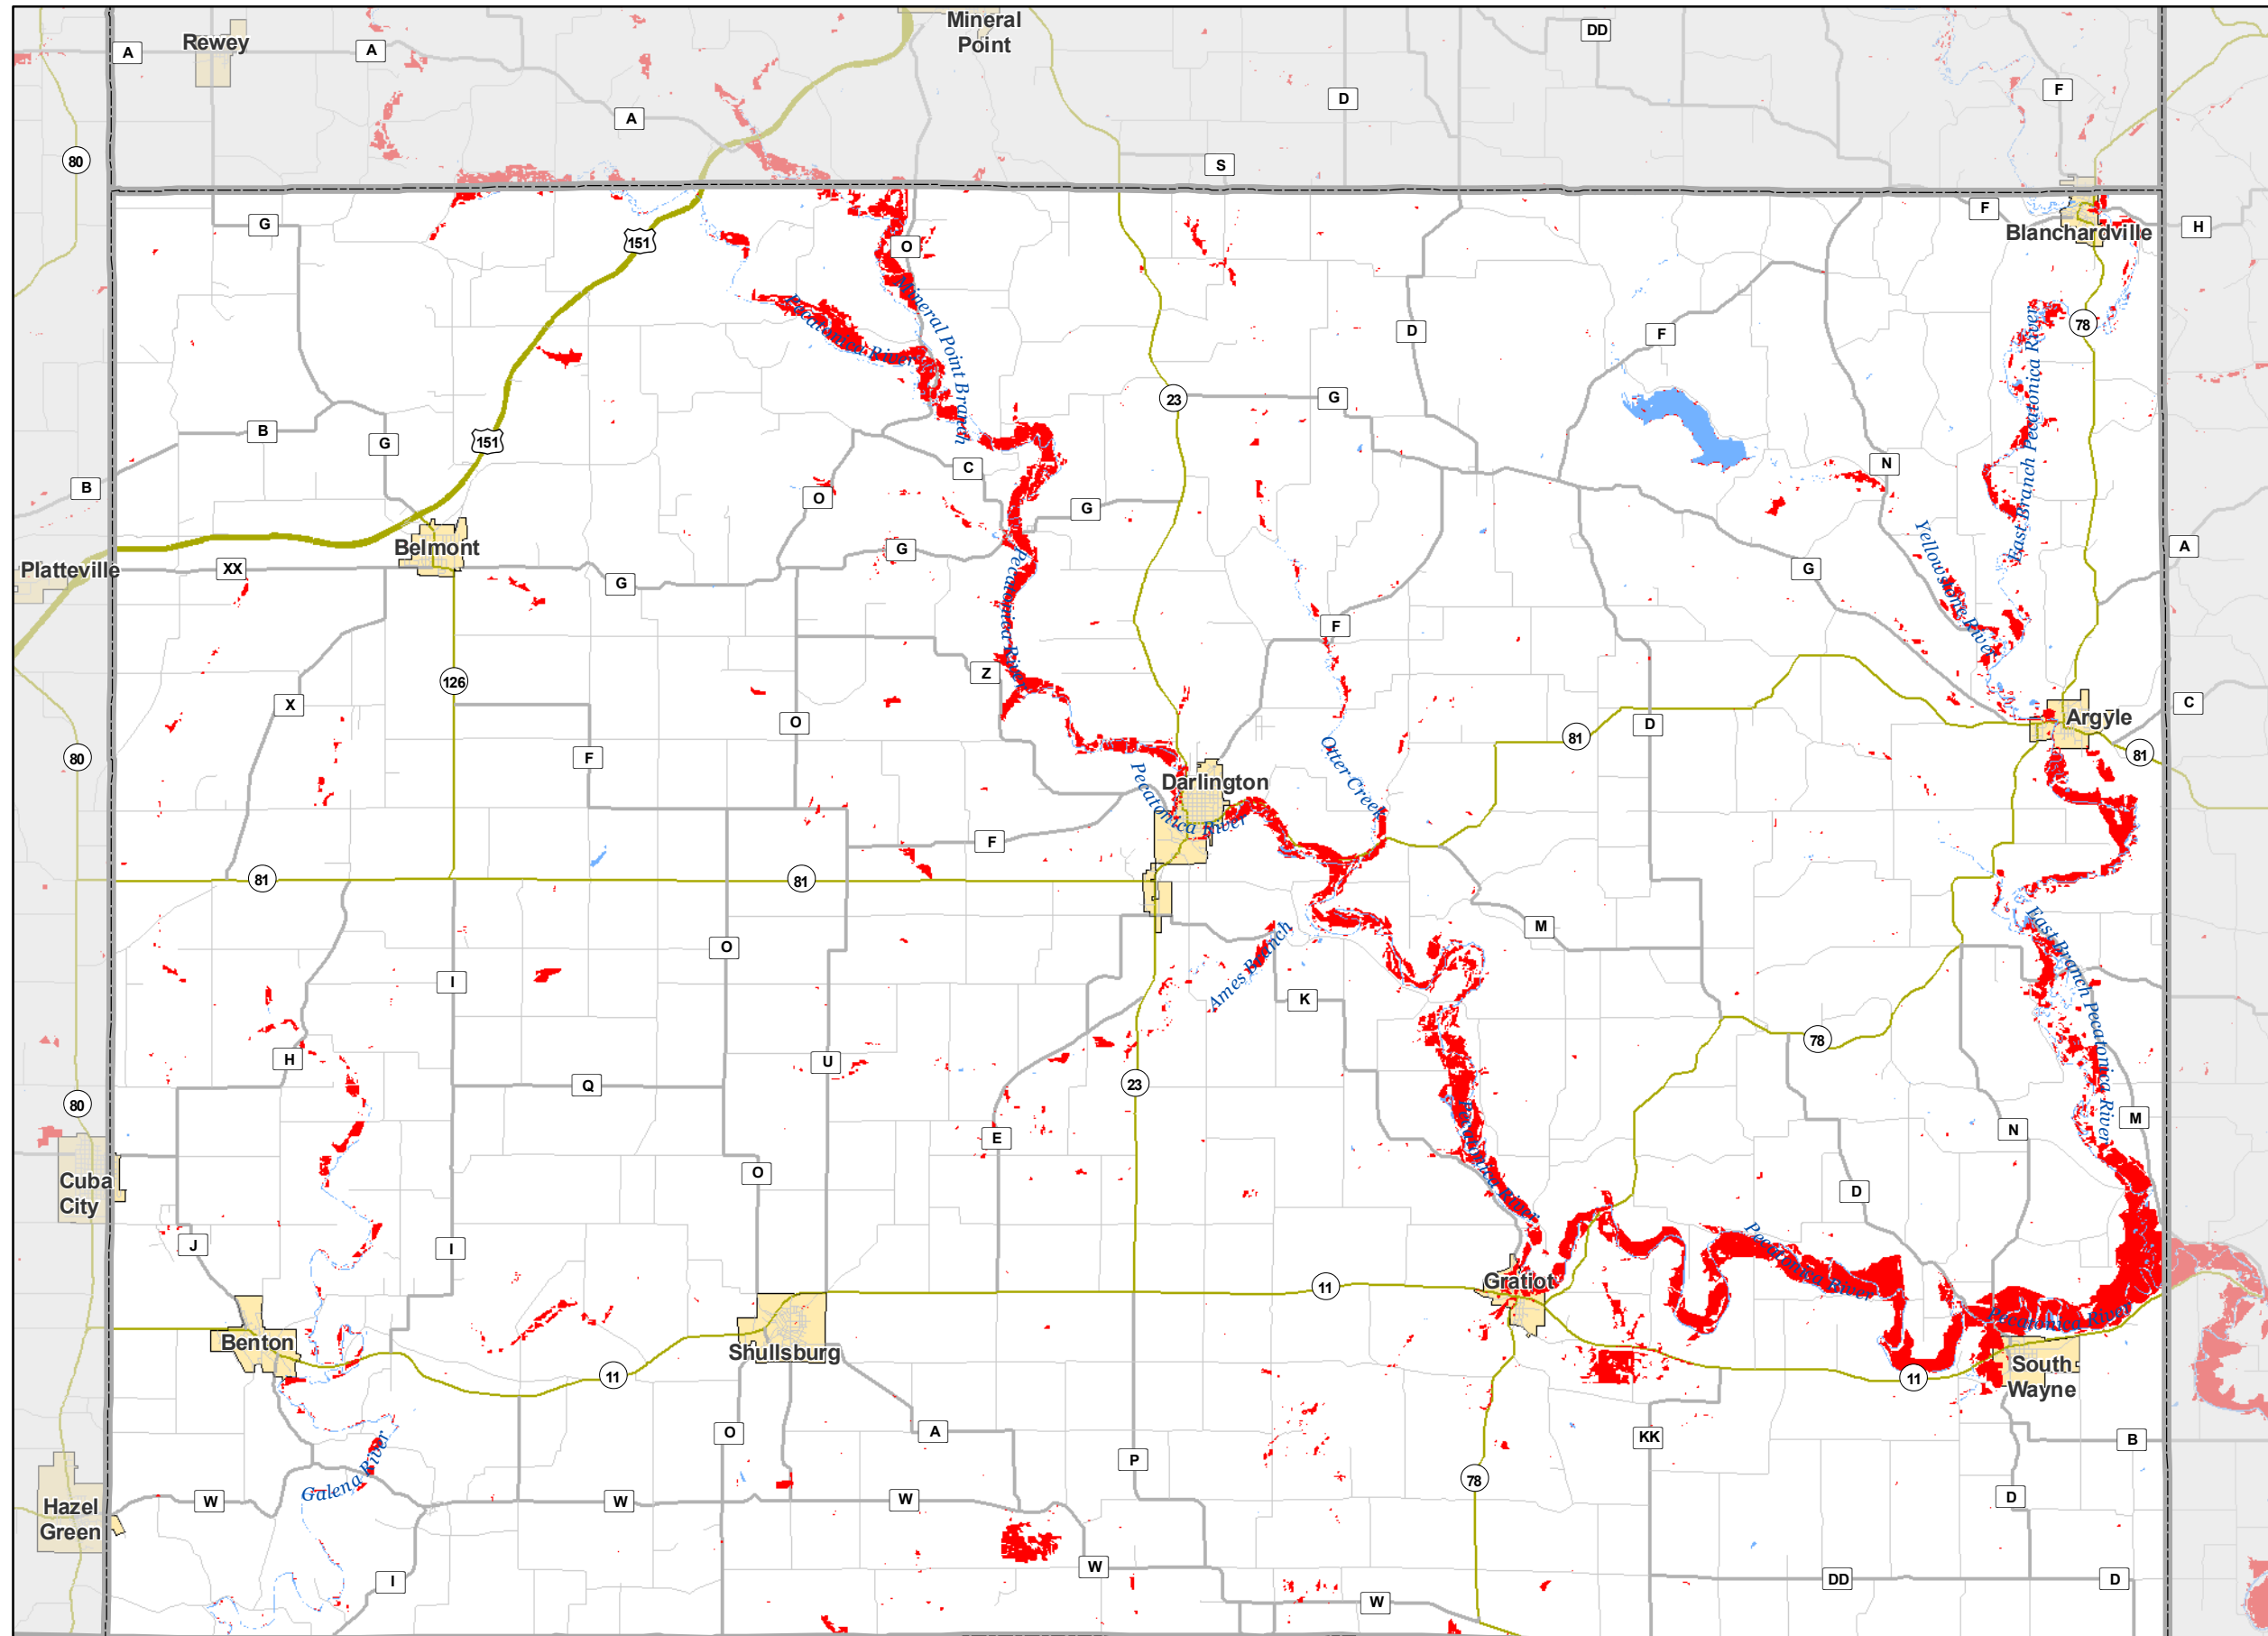 Mineral
Point
Rewey
A
A
DD
F
D
A
80
S
F
G
H
O
Blanchardville
151
Mineral Point Branch
Pecatonica River
78
D
F
East Branch Pecatonica River
23
G
B
G
151
N
C
B
O
G
Yellowstone River
A
Belmont
G
Platteville
XX
G
G
Pecatonica River
F
Z
126
C
X
O
Argyle
D
81
81
80
F
Otter Creek
Darlington
Pecatonica River
F
81
81
M
O
East Branch Pecatonica River
Ames Branch
I
K
78
H
U
Q
23
80
Pecatonica River
M
N
E
O
Cuba
City
D
J
I
Pecatonica River
Gratiot
11
Pecatonica River
Benton
Shullsburg
South
Wayne
11
11
O
A
KK
B
P
Galena River
78
D
W
W
W
Hazel
Green
W
I
DD
D
W